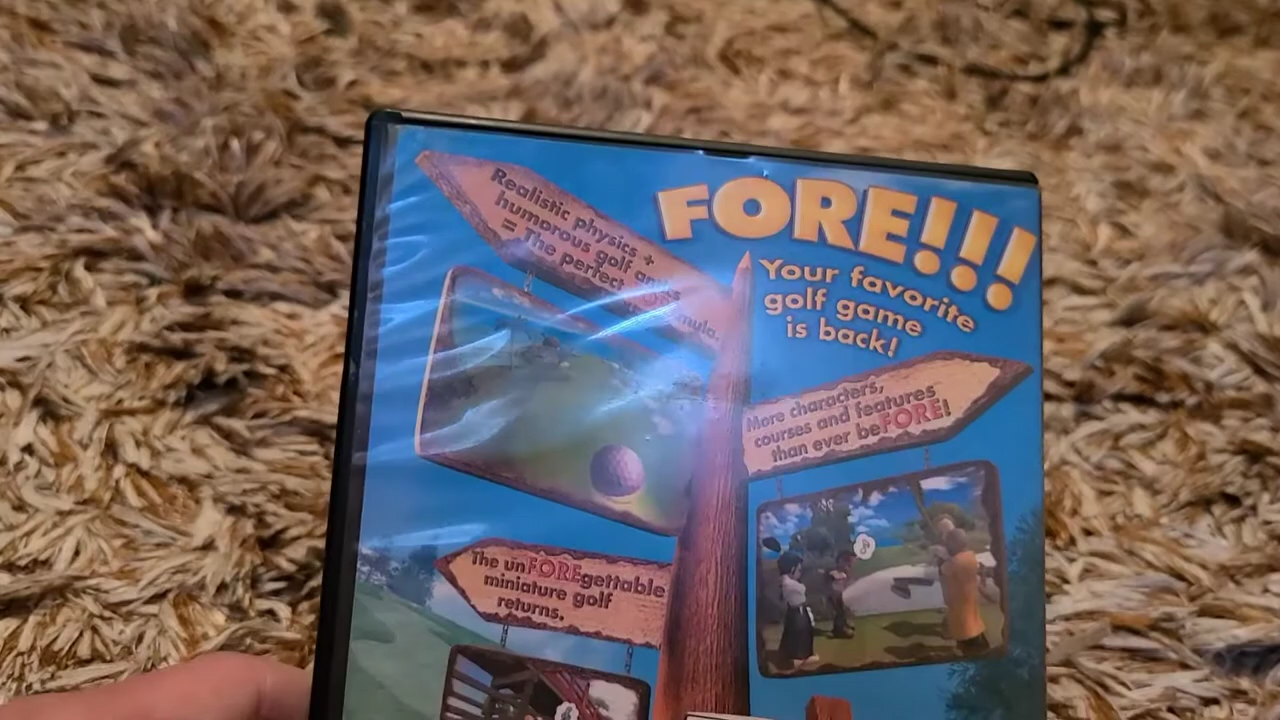 FORE!!!
Your favorite
golf game
is back!
Realistic physics +
humorous golf
= The perfect
mula.
More characters,
courses and features
than ever beFORE!
The unFOREgettable
miniature golf
returns.